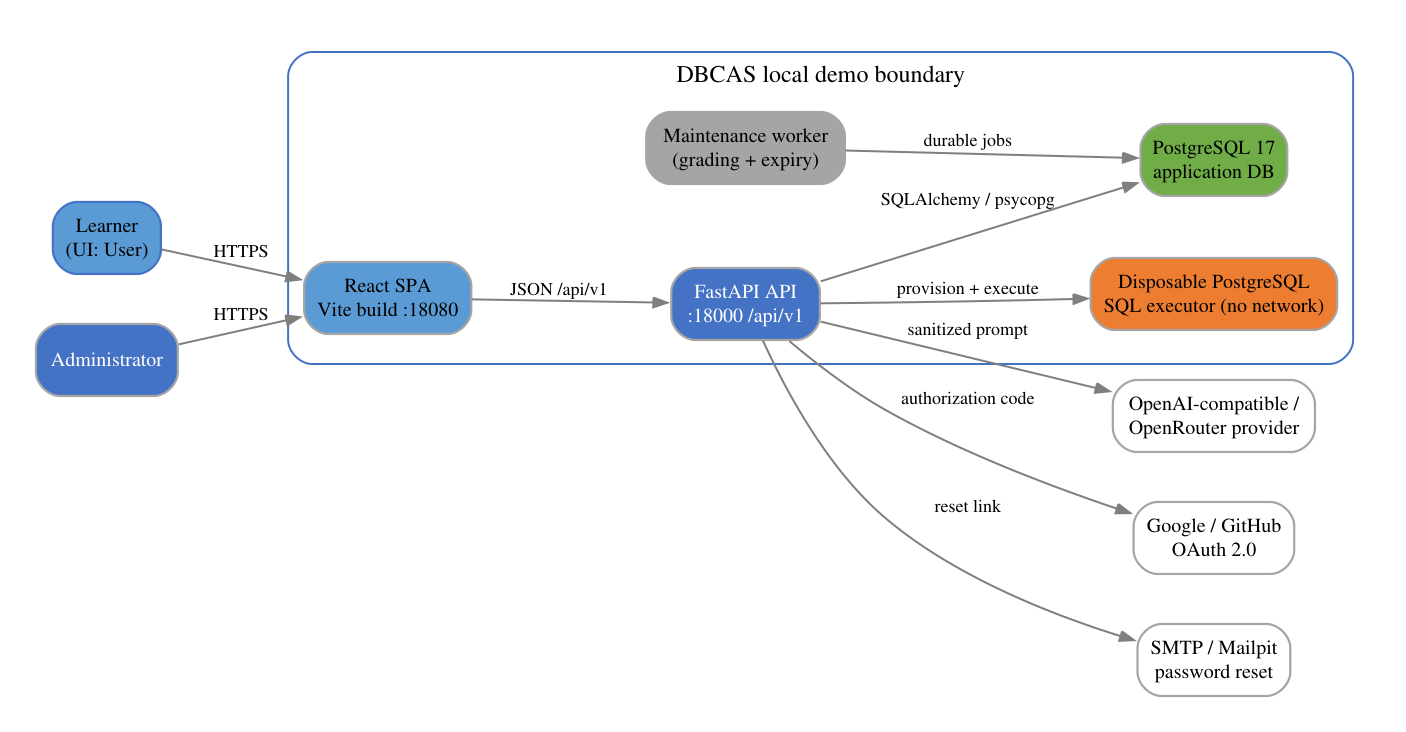 DBCAS local demo boundary
Maintenance worker
(grading + expiry)
durable jobs
PostgreSQL 17
application DB
SQLAlchemy / psycopg
Learner
(UI: User)
HTTPS
React SPA
Vite build :18080
JSON /api/v1
FastAPI API
:18000 /api/v1
provision + execute
Disposable PostgreSQL
SQL executor (no network)
HTTPS
Administrator
sanitized prompt
OpenAI-compatible /
OpenRouter provider
authorization code
Google / GitHub
OAuth 2.0
reset link
SMTP / Mailpit
password reset